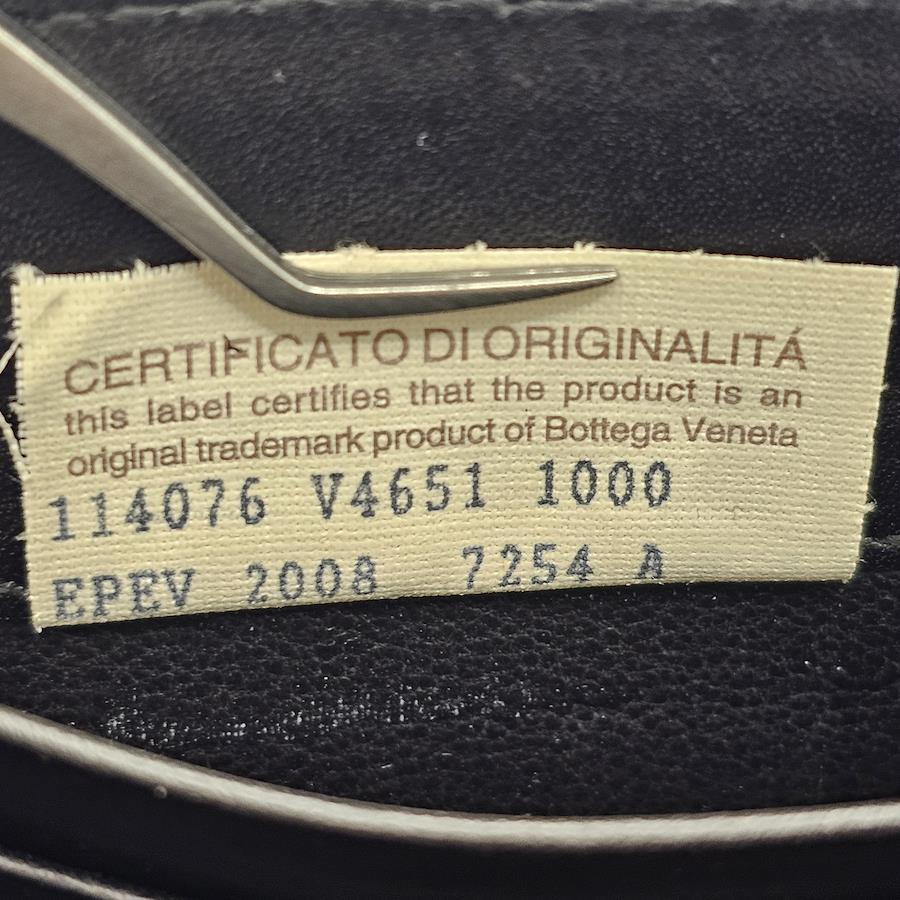 CERTIFICATO DI ORIGINALITÁ
this label certifies that the product is an
original trademark product of Bottega Veneta
114076 V4651 1000
EPEV 2008 7254 A